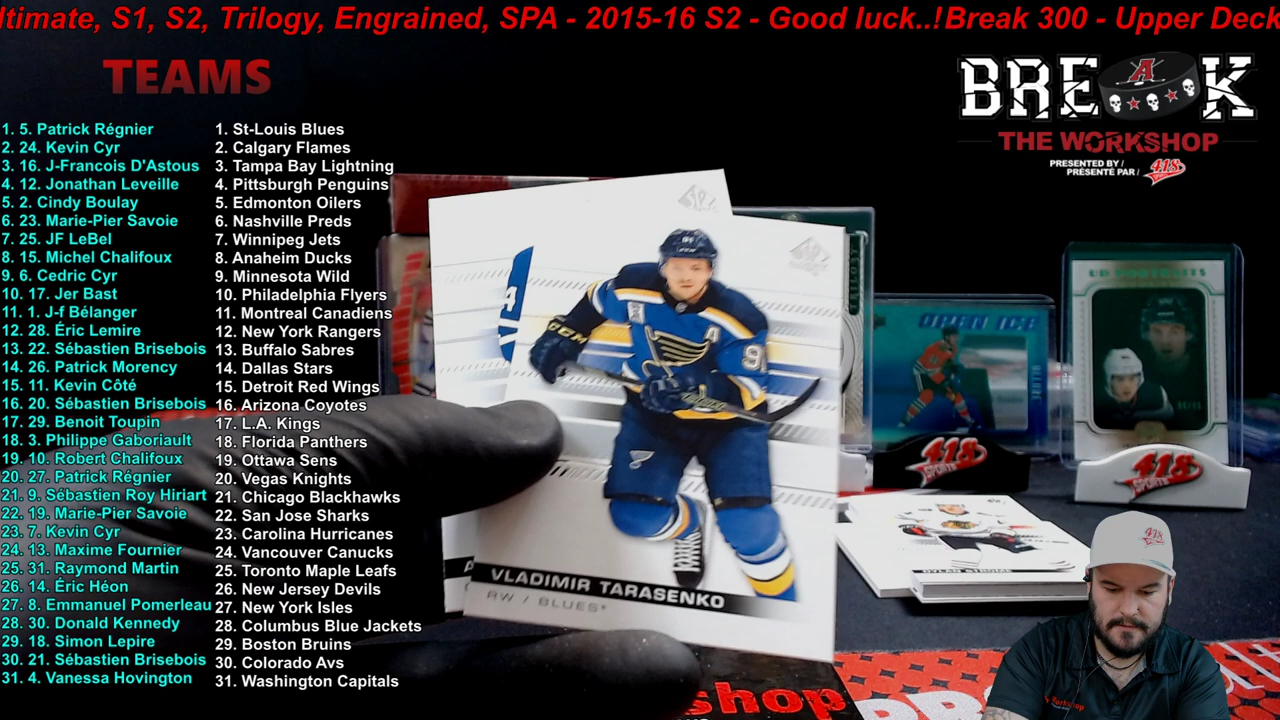 ltimate, S1, S2, Trilogy, Engrained, SPA - 2015-16 S2 - Good luck..!Break 300 - Upper Deck
TEAMS
BREAK
THE WORKSHOP
PRESENTED BY /
PRÉSENTÉ PAR /
418
1. 5. Patrick Régnier 1. St-Louis Blues
2. 24. Kevin Cyr 2. Calgary Flames
3. 16. J-Francois D'Astous 3. Tampa Bay Lightning
4. 12. Jonathan Leveille 4. Pittsburgh Penguins
5. 2. Cindy Boulay 5. Edmonton Oilers
6. 23. Marie-Pier Savoie 6. Nashville Preds
7. 25. JF LeBel 7. Winnipeg Jets
8. 15. Michel Chalifoux 8. Anaheim Ducks
9. 6. Cedric Cyr 9. Minnesota Wild
10. 17. Jer Bast 10. Philadelphia Flyers
11. 1. J-f Bélanger 11. Montreal Canadiens
12. 28. Éric Lemire 12. New York Rangers
13. 22. Sébastien Brisebois 13. Buffalo Sabres
14. 26. Patrick Morency 14. Dallas Stars
15. 11. Kevin Côté 15. Detroit Red Wings
16. 20. Sébastien Brisebois 16. Arizona Coyotes
17. 29. Benoit Toupin 17. L.A. Kings
18. 3. Philippe Gaboriault 18. Florida Panthers
19. 10. Robert Chalifoux 19. Ottawa Sens
20. 27. Patrick Régnier 20. Vegas Knights
21. 9. Sébastien Roy Hiriart 21. Chicago Blackhawks
22. 19. Marie-Pier Savoie 22. San Jose Sharks
23. 7. Kevin Cyr 23. Carolina Hurricanes
24. 13. Maxime Fournier 24. Vancouver Canucks
25. 31. Raymond Martin 25. Toronto Maple Leafs
26. 14. Éric Héon 26. New Jersey Devils
27. 8. Emmanuel Pomerleau 27. New York Isles
28. 30. Donald Kennedy 28. Columbus Blue Jackets
29. 18. Simon Lepire 29. Boston Bruins
30. 21. Sébastien Brisebois 30. Colorado Avs
31. 4. Vanessa Hovington 31. Washington Capitals
VLADIMIR TARASENKO
RW / BLUES
TRILOGY
OPEN ICE
UD PORTRAITS
418
SPORTS
418
SPORTS
shop